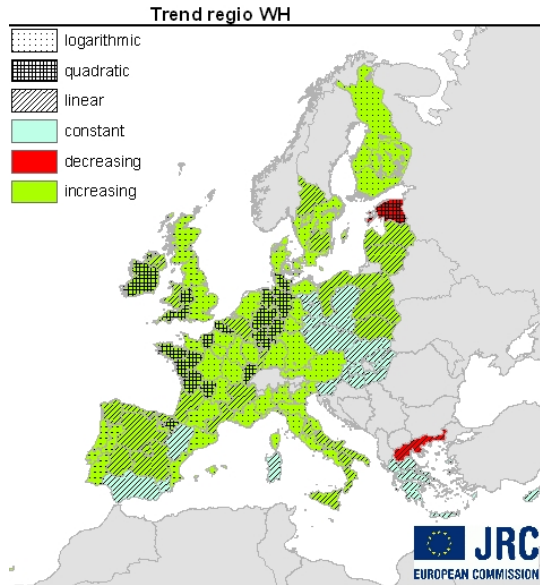 Trend regio WH
logarithmic
quadratic
linear
constant
decreasing
increasing
JRC
EUROPEAN COMMISSION